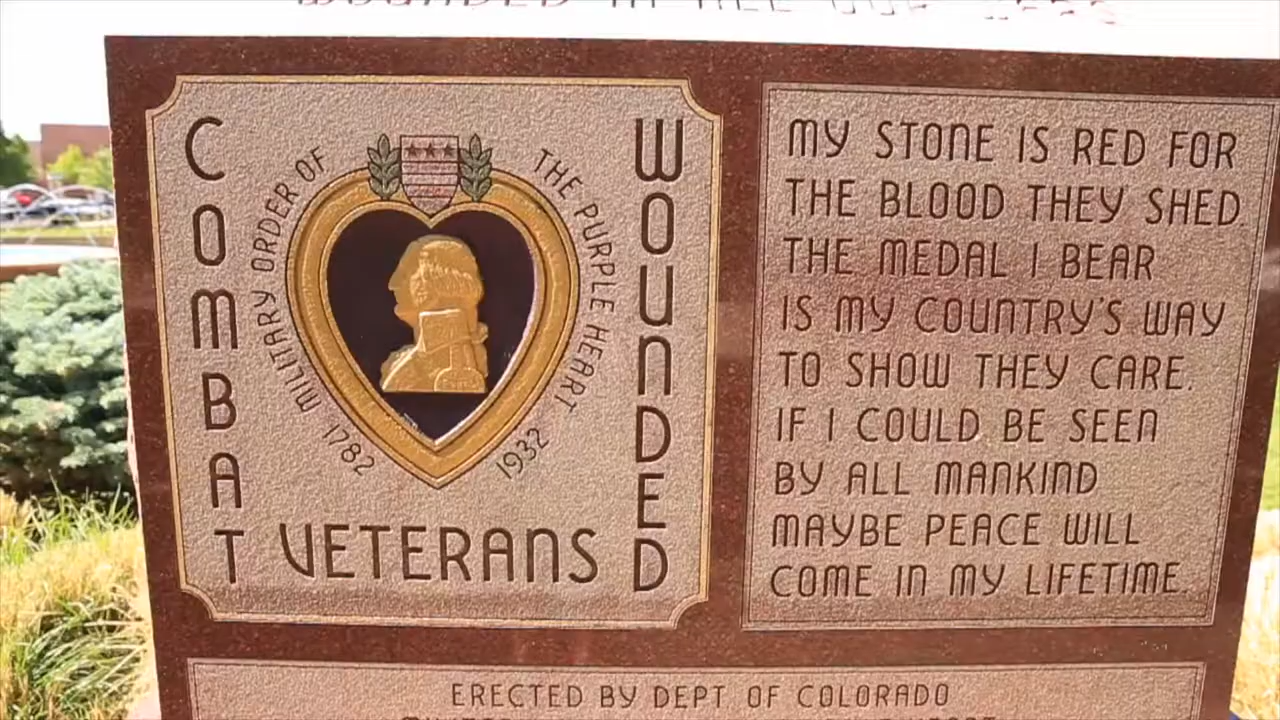 COMBAT
WOUNDED
VETERANS
MILITARY ORDER OF
THE PURPLE HEART
1782
1932
MY STONE IS RED FOR
THE BLOOD THEY SHED.
THE MEDAL I BEAR
IS MY COUNTRY'S WAY
TO SHOW THEY CARE.
IF I COULD BE SEEN
BY ALL MANKIND
MAYBE PEACE WILL
COME IN MY LIFETIME.
ERECTED BY DEPT OF COLORADO